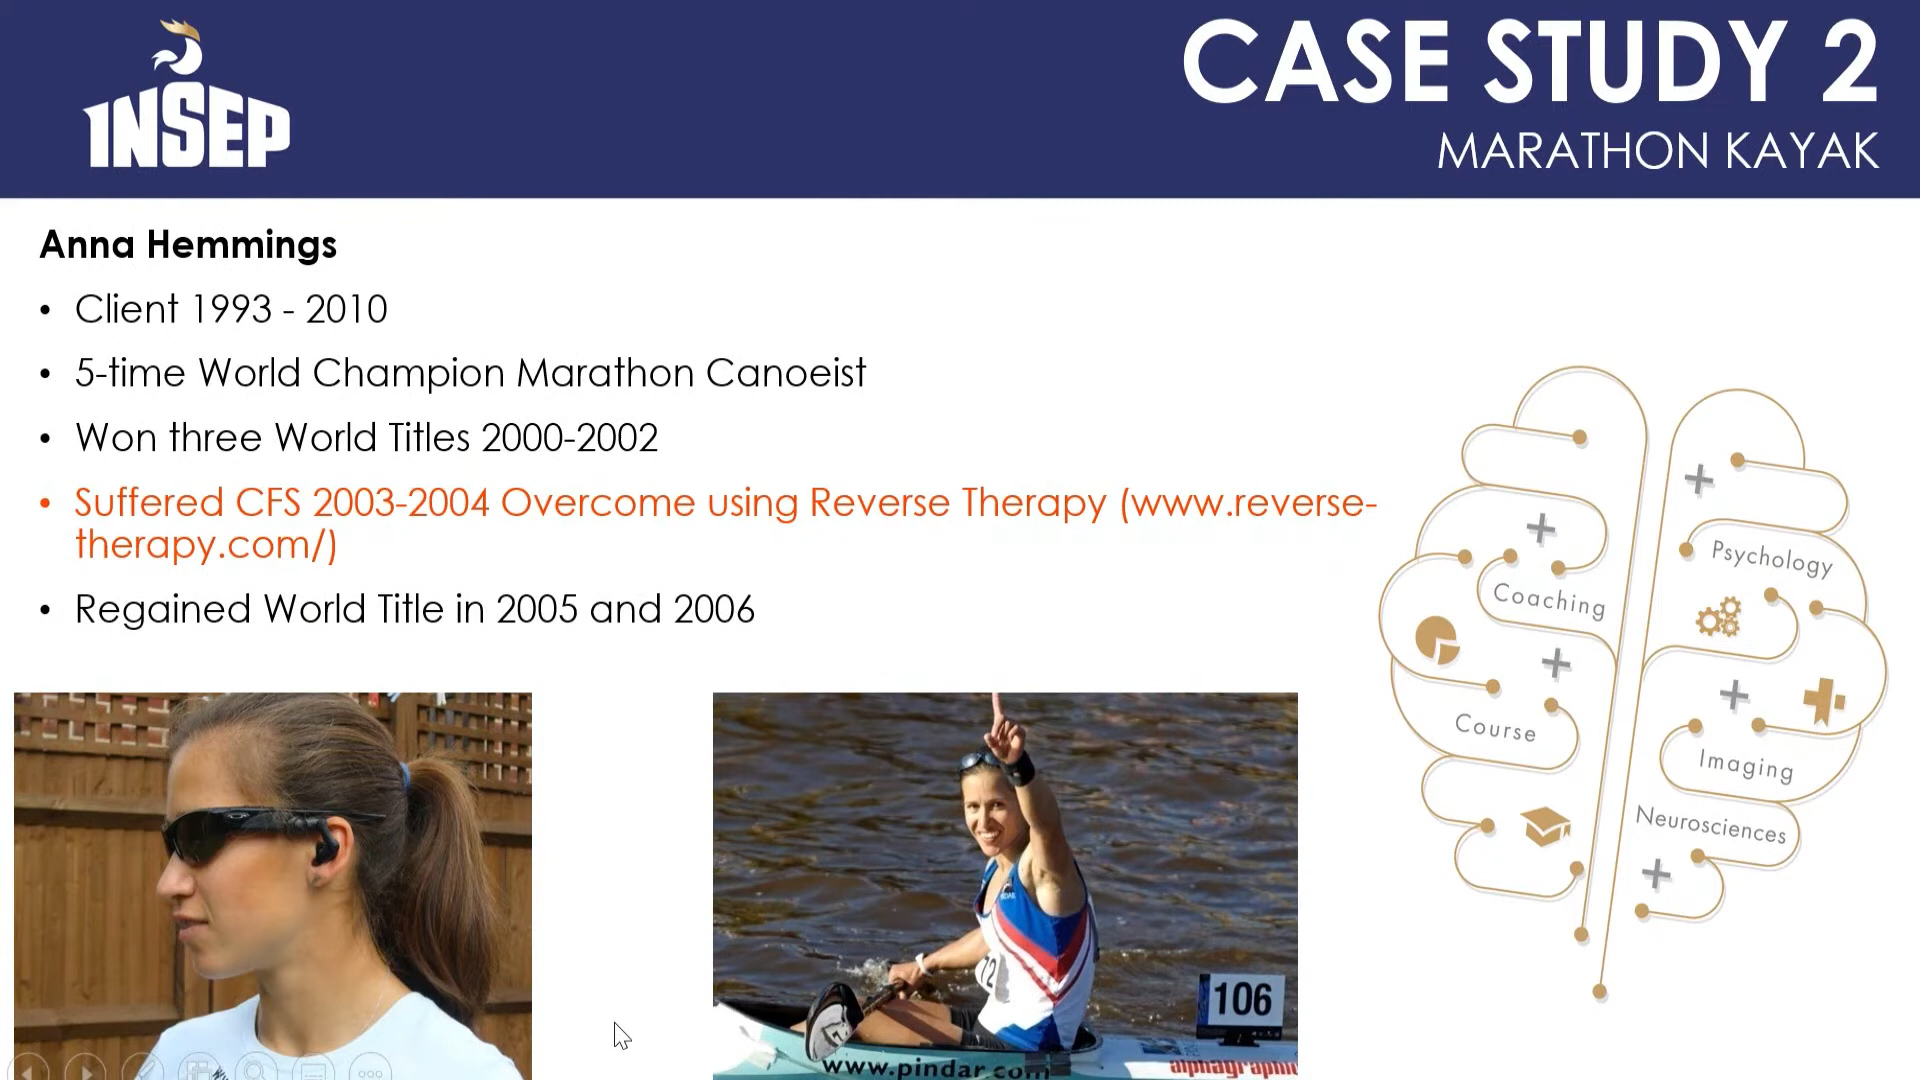 INSEP
CASE STUDY 2
MARATHON KAYAK
Anna Hemmings
• Client 1993 - 2010
• 5-time World Champion Marathon Canoeist
• Won three World Titles 2000-2002
• Suffered CFS 2003-2004 Overcome using Reverse Therapy (www.reverse-
therapy.com/)
• Regained World Title in 2005 and 2006
Psychology
Coaching
Course
Imaging
Neurosciences
72
106
www.pindar.com
alphagraphi